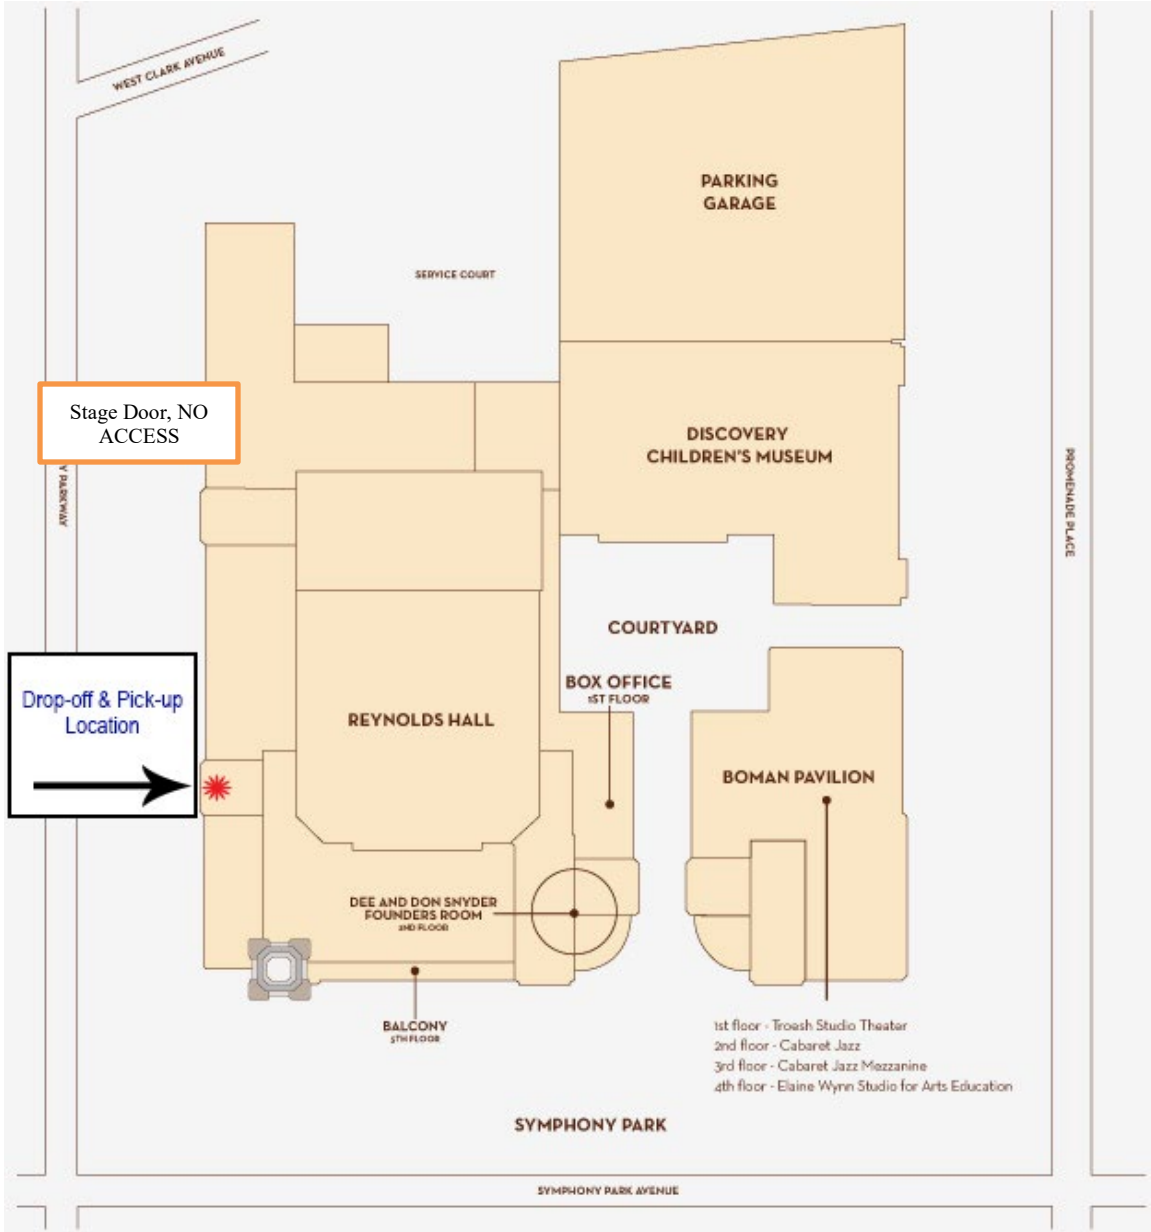 WEST CLARK AVENUE
PARKING
GARAGE
SERVICE COURT
Stage Door, NO
ACCESS
DISCOVERY
CHILDREN'S MUSEUM
Y PARKWAY
PROMENADE PLACE
COURTYARD
BOX OFFICE
1ST FLOOR
Drop-off & Pick-up
Location
REYNOLDS HALL
BOMAN PAVILION
DEE AND DON SNYDER
FOUNDERS ROOM
2ND FLOOR
BALCONY
5TH FLOOR
1st floor - Troesh Studio Theater
2nd floor - Cabaret Jazz
3rd floor - Cabaret Jazz Mezzanine
4th floor - Elaine Wynn Studio for Arts Education
SYMPHONY PARK
SYMPHONY PARK AVENUE